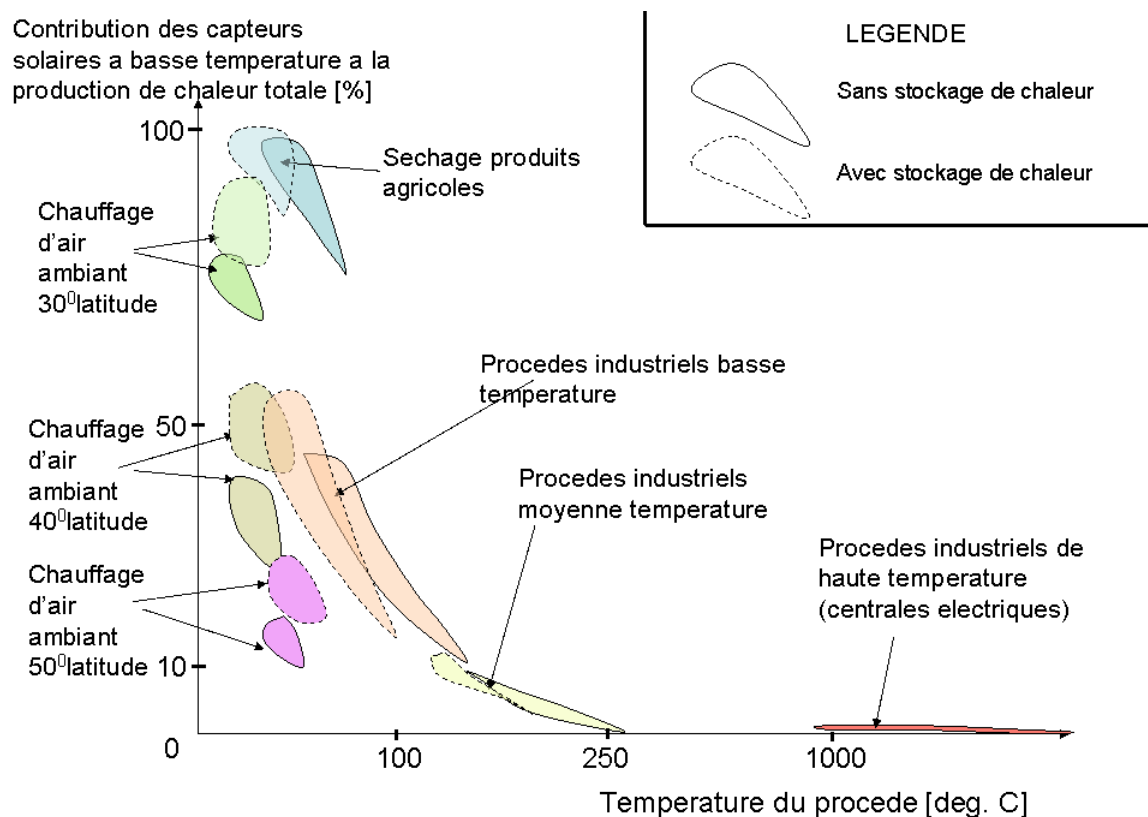 Contribution des capteurs
solaires a basse temperature a la
production de chaleur totale [%]
LEGENDE
Sans stockage de chaleur
Avec stockage de chaleur
100
Sechage produits
agricoles
Chauffage
d'air
ambiant
30⁰latitude
Procedes industriels basse
temperature
50
Chauffage
d'air
ambiant
40⁰latitude
Procedes industriels
moyenne temperature
Procedes industriels de
haute temperature
(centrales electriques)
Chauffage
d'air
ambiant
50⁰latitude
10
0
100
250
1000
Temperature du procede [deg. C]